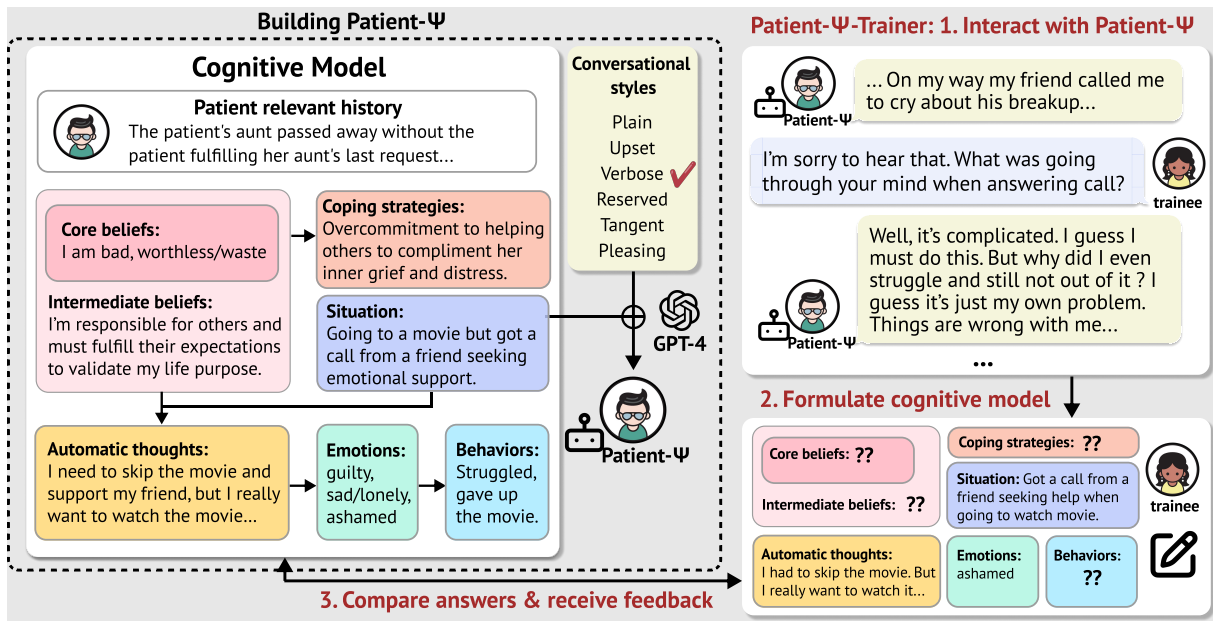 Building Patient-Ψ
Cognitive Model
Patient relevant history
The patient's aunt passed away without the
patient fulfilling her aunt's last request...
Core beliefs:
I am bad, worthless/waste
Intermediate beliefs:
I'm responsible for others and
must fulfill their expectations
to validate my life purpose.
Coping strategies:
Overcommitment to helping
others to compliment her
inner grief and distress.
Situation:
Going to a movie but got a
call from a friend seeking
emotional support.
Automatic thoughts:
I need to skip the movie and
support my friend, but I really
want to watch the movie...
Emotions:
guilty,
sad/lonely,
ashamed
Behaviors:
Struggled,
gave up
the movie.
Conversational
styles
Plain
Upset
Verbose
Reserved
Tangent
Pleasing
GPT-4
Patient-Ψ
Patient-Ψ-Trainer: 1. Interact with Patient-Ψ
... On my way my friend called me
to cry about his breakup...
Patient-Ψ
I'm sorry to hear that. What was going
through your mind when answering call?
trainee
Well, it's complicated. I guess I
must do this. But why did I even
struggle and still not out of it ? I
guess it's just my own problem.
Things are wrong with me...
Patient-Ψ
...
2. Formulate cognitive model
Core beliefs: ??
Intermediate beliefs: ??
Coping strategies: ??
Situation: Got a call from a
friend seeking help when
going to watch movie.
trainee
Automatic thoughts:
I had to skip the movie. But
I really want to watch it...
Emotions:
ashamed
Behaviors:
??
3. Compare answers & receive feedback